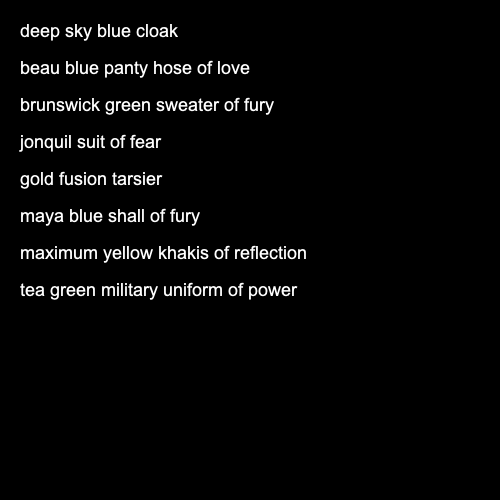 deep sky blue cloak
beau blue panty hose of love
brunswick green sweater of fury
jonquil suit of fear
gold fusion tarsier
maya blue shall of fury
maximum yellow khakis of reflection
tea green military uniform of power